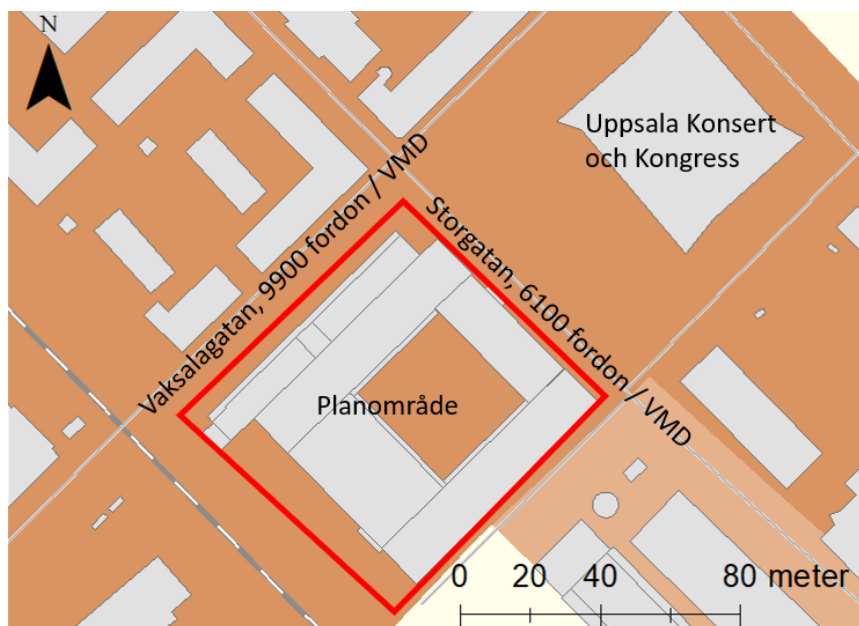 N
Uppsala Konsert
och Kongress
Vaksalagatan, 9900 fordon / VMD
Storgatan, 6100 fordon / VMD
Planområde
0 20 40 80 meter